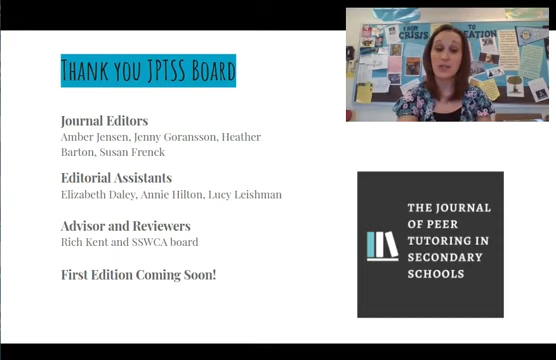 Thank you JPTSS Board
Journal Editors
Amber Jensen, Jenny Goransson, Heather
Barton, Susan Frenck
Editorial Assistants
Elizabeth Daley, Annie Hilton, Lucy Leishman
Advisor and Reviewers
Rich Kent and SSWCA board
First Edition Coming Soon!
CRISIS
TO
THE JOURNAL
OF PEER
TUTORING IN
SECONDARY
SCHOOLS